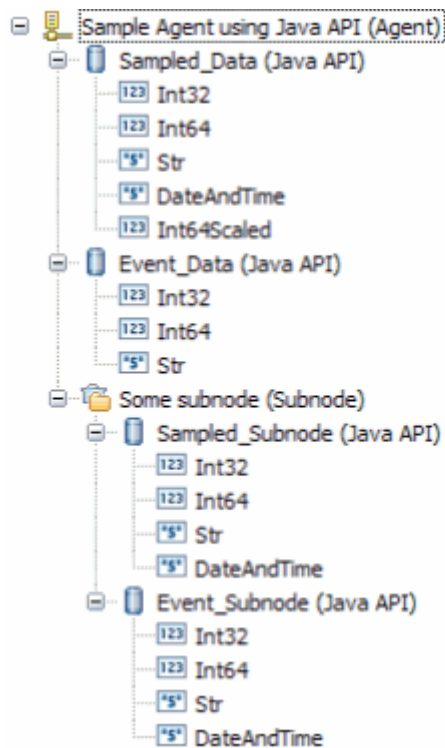 Sample Agent using Java API (Agent)
Sampled_Data (Java API)
123 Int32
123 Int64
"S" Str
"S" DateAndTime
123 Int64Scaled
Event_Data (Java API)
123 Int32
123 Int64
"S" Str
Some subnode (Subnode)
Sampled_Subnode (Java API)
123 Int32
123 Int64
"S" Str
"S" DateAndTime
Event_Subnode (Java API)
123 Int32
123 Int64
"S" Str
"S" DateAndTime